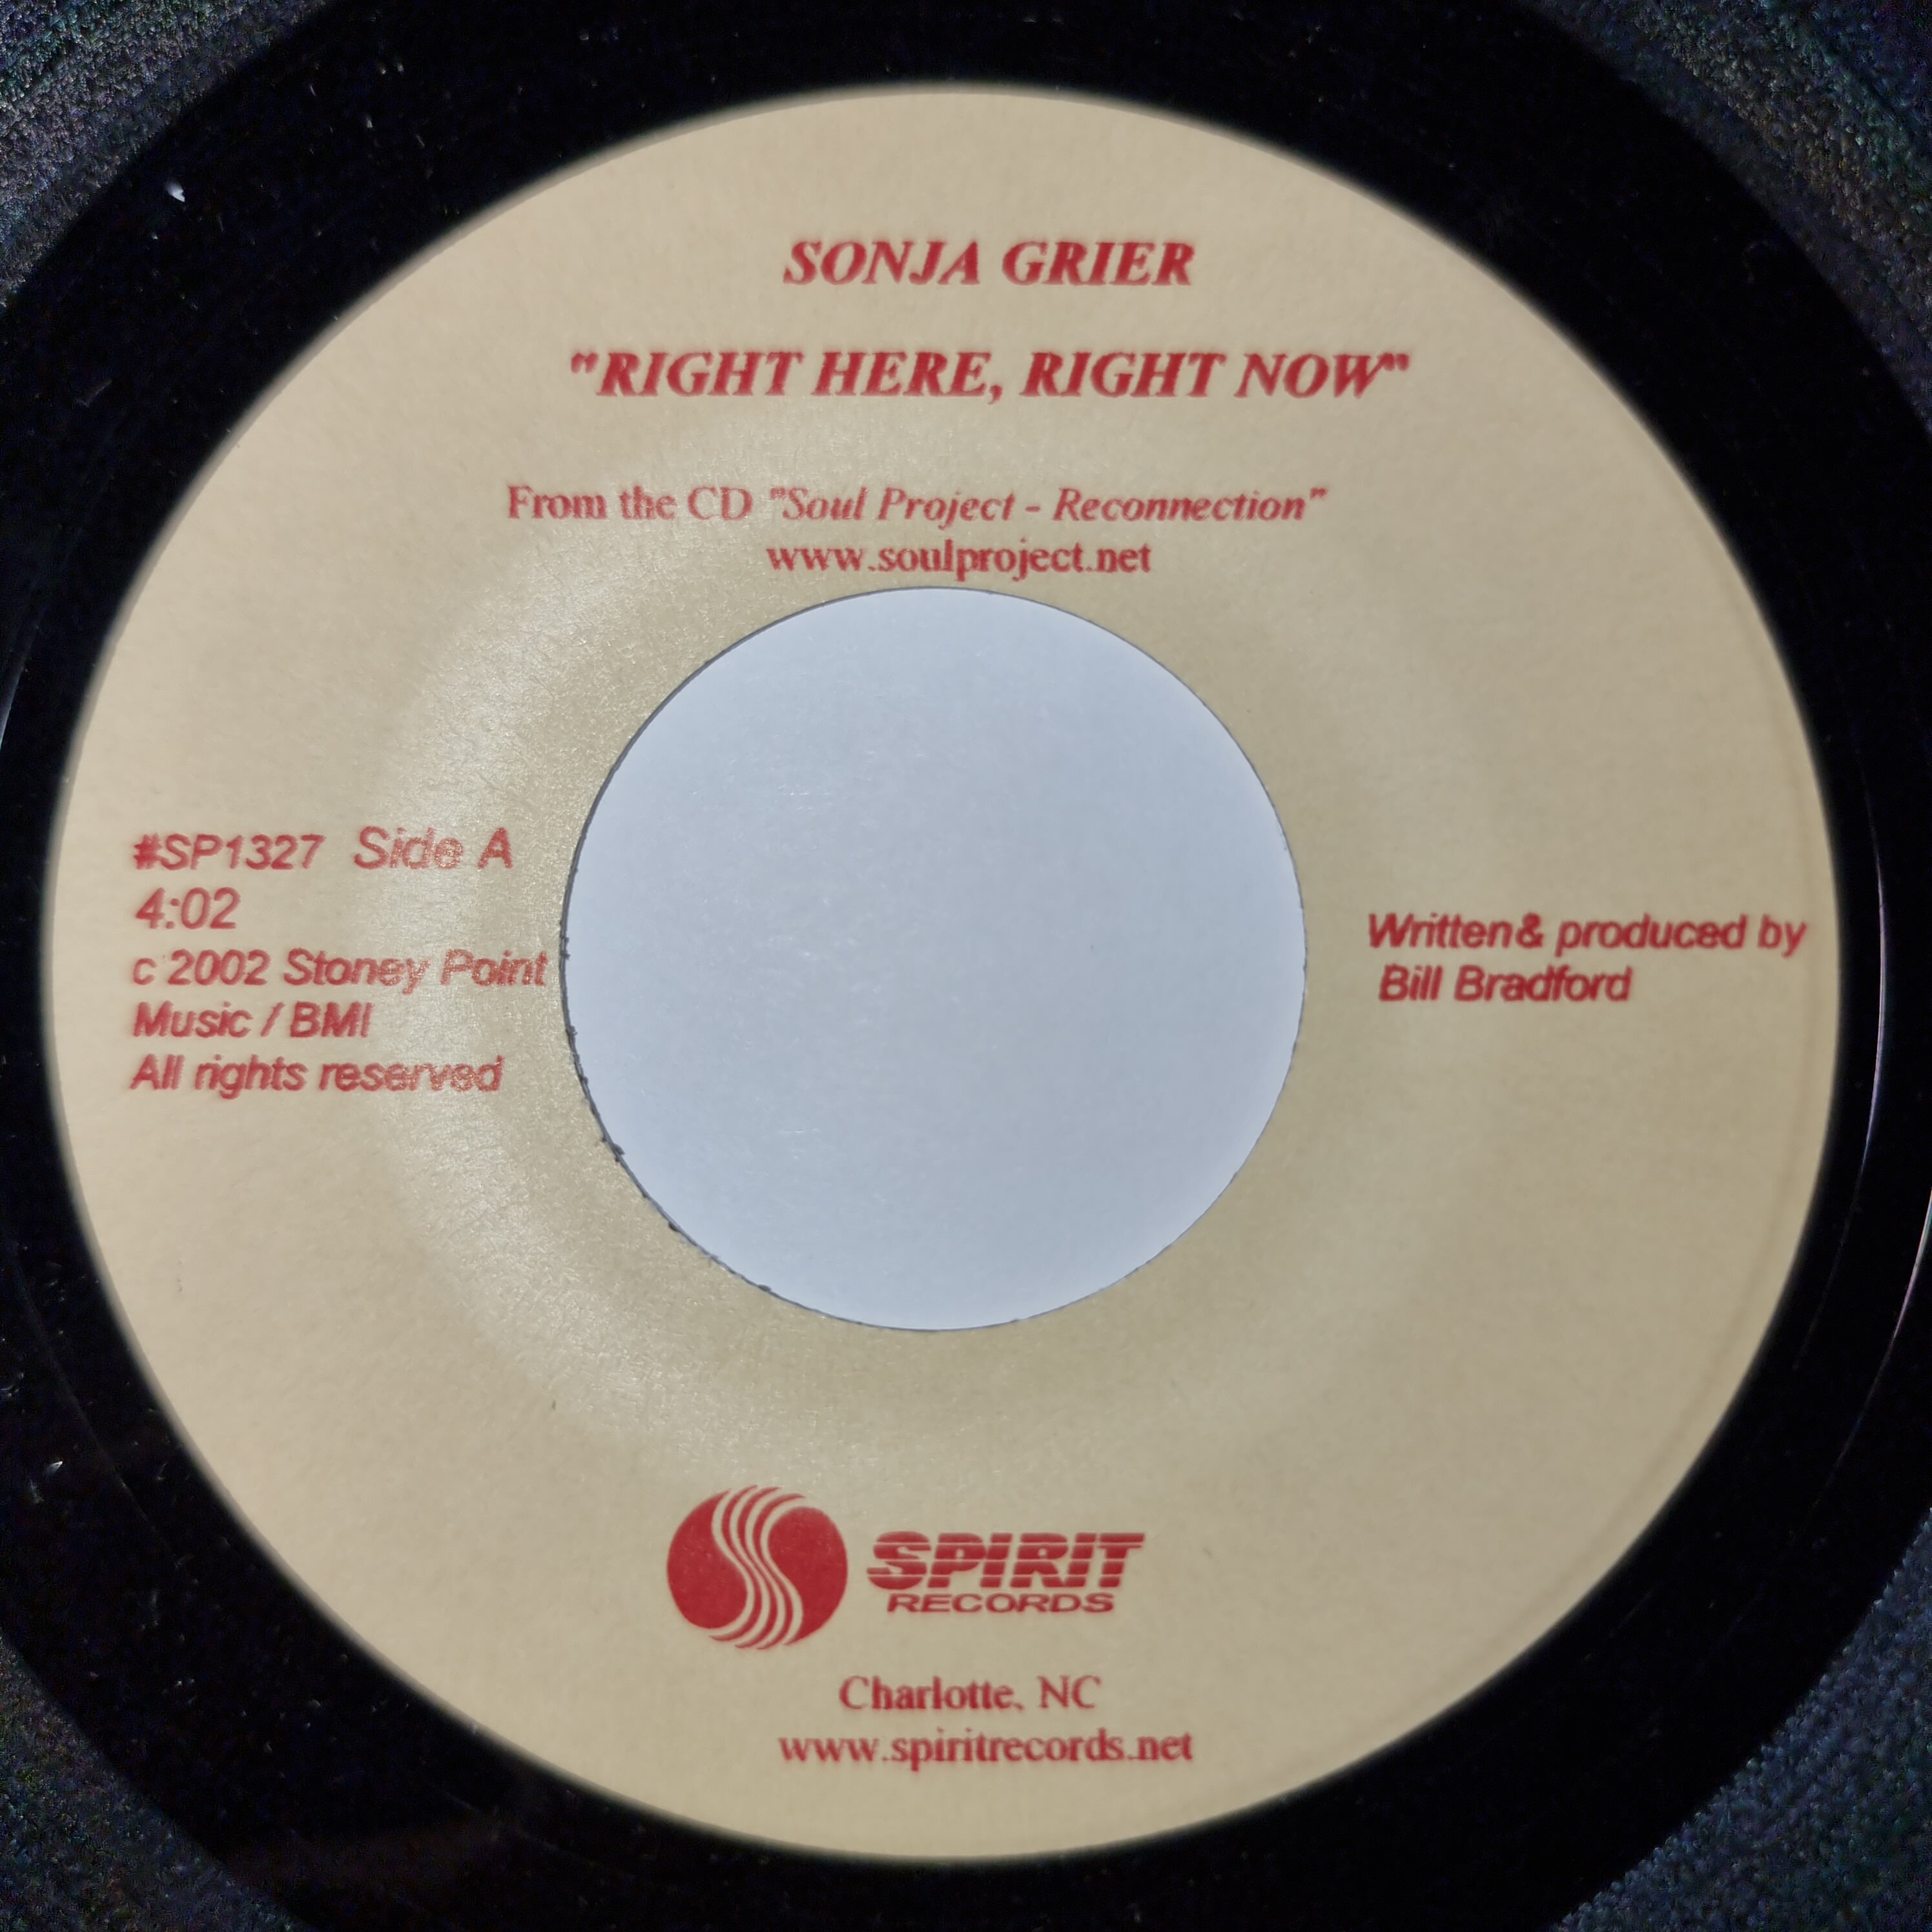 SONJA GRIER
"RIGHT HERE, RIGHT NOW"
From the CD "Soul Project - Reconnection"
www.soulproject.net
#SP1327 Side A
4:02
c 2002 Stoney Point
Music / BMI
All rights reserved
Written& produced by
Bill Bradford
SPIRIT
RECORDS
Charlotte, NC
www.spiritrecords.net